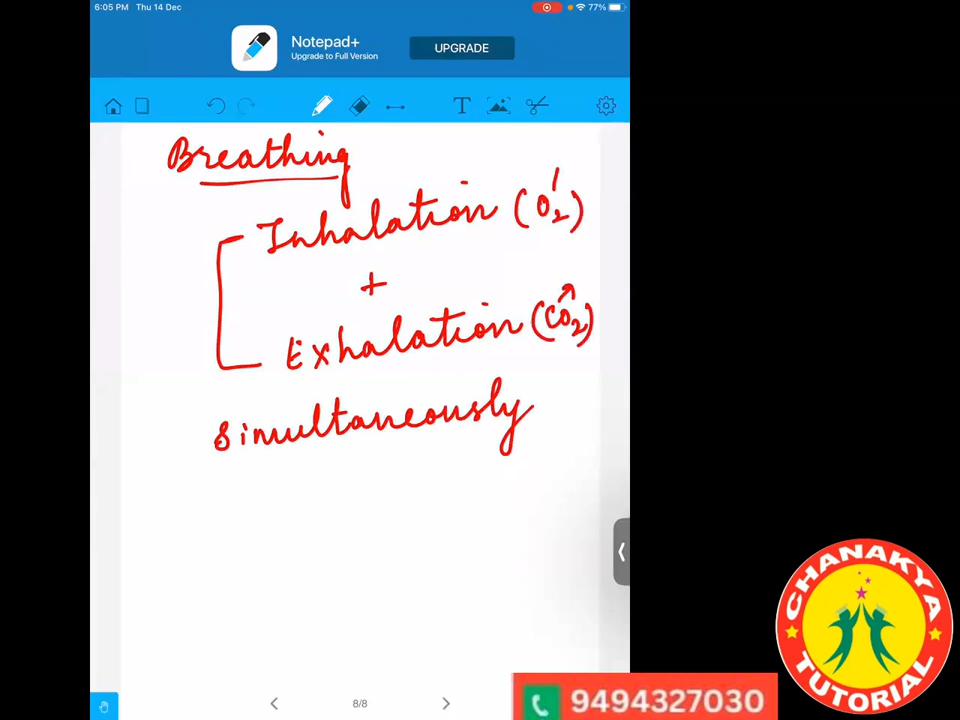 6:05 PM Thu 14 Dec 77%
Notepad+
Upgrade to Full Version
UPGRADE
T
Breathing
Inhalation (O₂)
+
Exhalation (CO₂)
simultaneously
8/8
CHANAKYA
TUTORIAL
9494327030